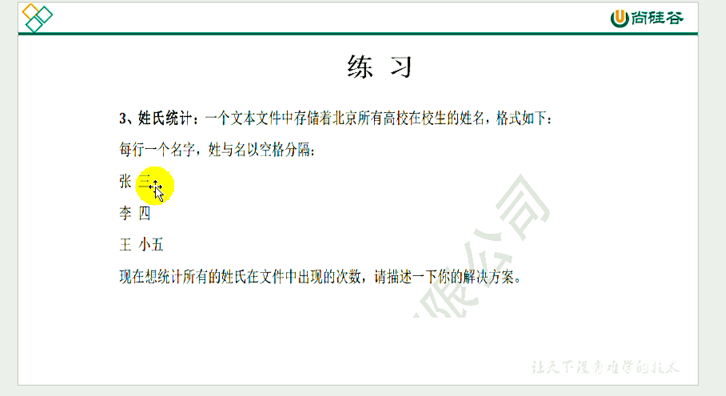 尚硅谷
练 习
3、姓氏统计：一个文本文件中存储着北京所有高校在校生的姓名，格式如下：
每行一个名字，姓与名以空格分隔：
张 三
李 四
王 小五
现在想统计所有的姓氏在文件中出现的次数，请描述一下你的解决方案。
有限公司
让天下没有难学的技术